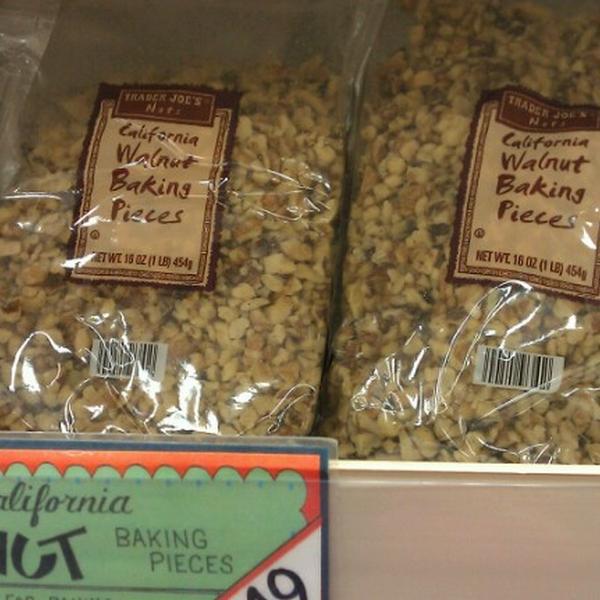 TRADER JOE'S
Nuts
California
Walnut
Baking
Pieces
NET WT. 16 OZ (1 LB) 454g
TRADER JOE'S
Nuts
California
Walnut
Baking
Pieces
NET WT. 16 OZ (1 LB) 454g
alifornia
NUT BAKING
PIECES
49